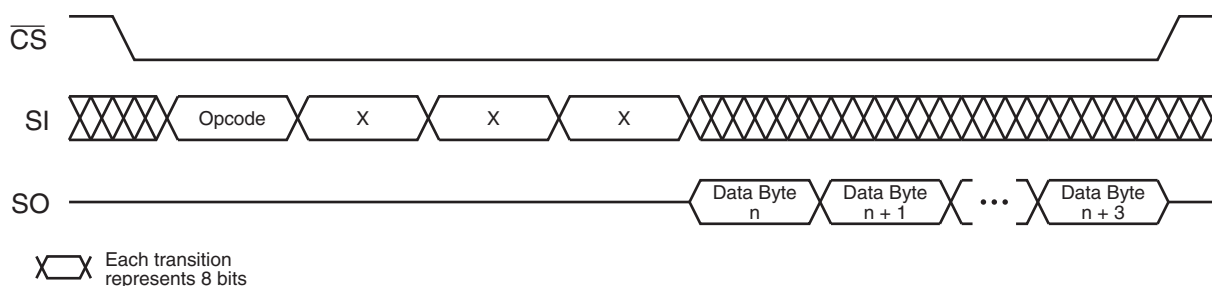 CS
SI
Opcode
X
X
X
SO
Data Byte
n
Data Byte
n + 1
•••
Data Byte
n + 3
Each transition
represents 8 bits